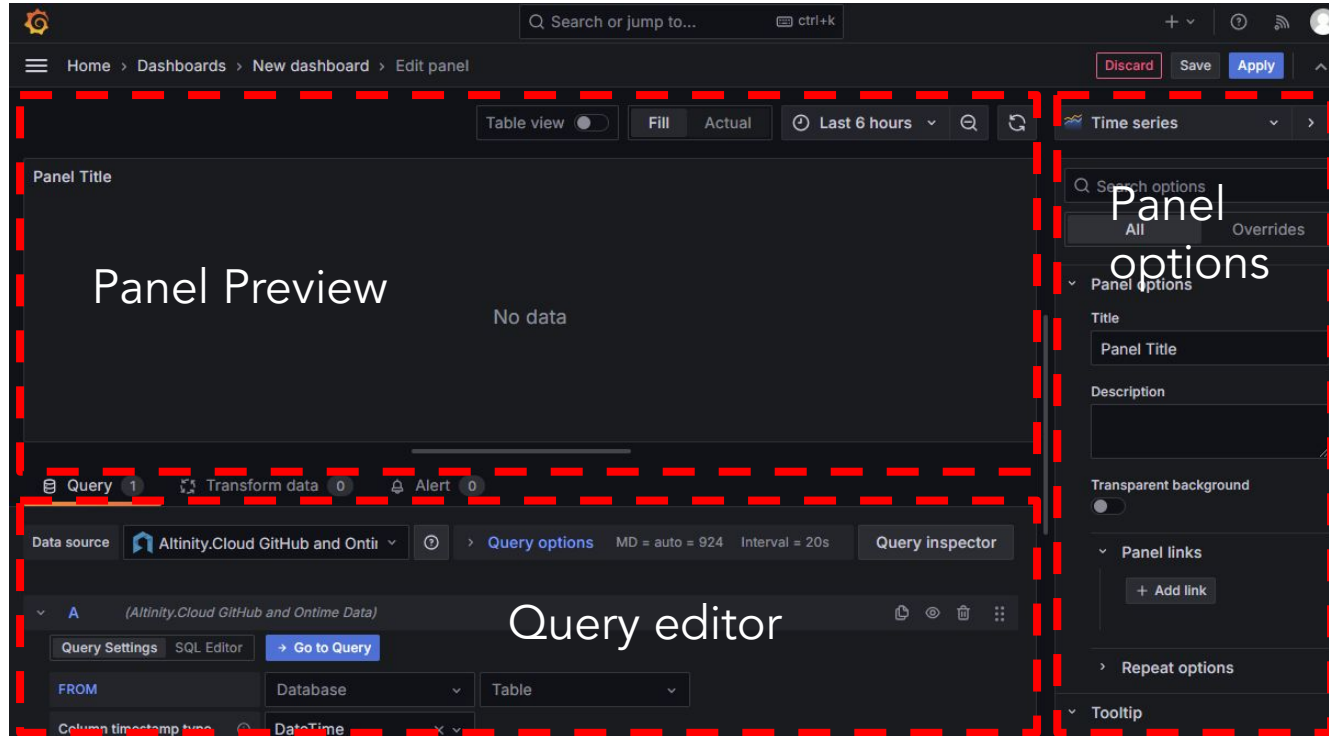 Search or jump to... ctrl+k
Home › Dashboards › New dashboard › Edit panel Discard Save Apply
Table view Fill Actual Last 6 hours Time series
Panel Title
Search options
Panel options
All Overrides
Panel Preview
Panel options
No data
Title
Panel Title
Description
Query 1 Transform data 0 Alert 0
Transparent background
Data source Altinity.Cloud GitHub and Ontir Query options MD = auto = 924 Interval = 20s Query inspector
Panel links
+ Add link
A (Altinity.Cloud GitHub and Ontime Data)
Query editor
Query Settings SQL Editor → Go to Query
Repeat options
FROM Database Table
Tooltip
Column timestamp type DateTime